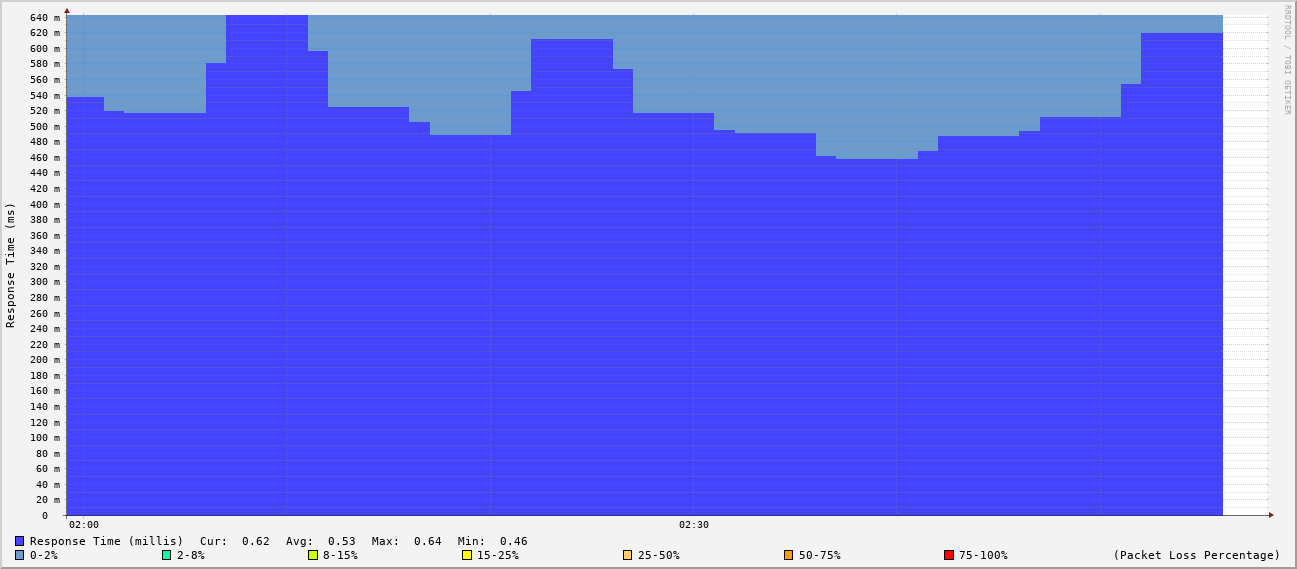 RRDTOOL / TOBI OETIKER
Response Time (ms)
640 m
620 m
600 m
580 m
560 m
540 m
520 m
500 m
480 m
460 m
440 m
420 m
400 m
380 m
360 m
340 m
320 m
300 m
280 m
260 m
240 m
220 m
200 m
180 m
160 m
140 m
120 m
100 m
80 m
60 m
40 m
20 m
0
02:00 02:30
Response Time (millis) Cur: 0.62 Avg: 0.53 Max: 0.64 Min: 0.46
0-2% 2-8% 8-15% 15-25% 25-50% 50-75% 75-100% (Packet Loss Percentage)